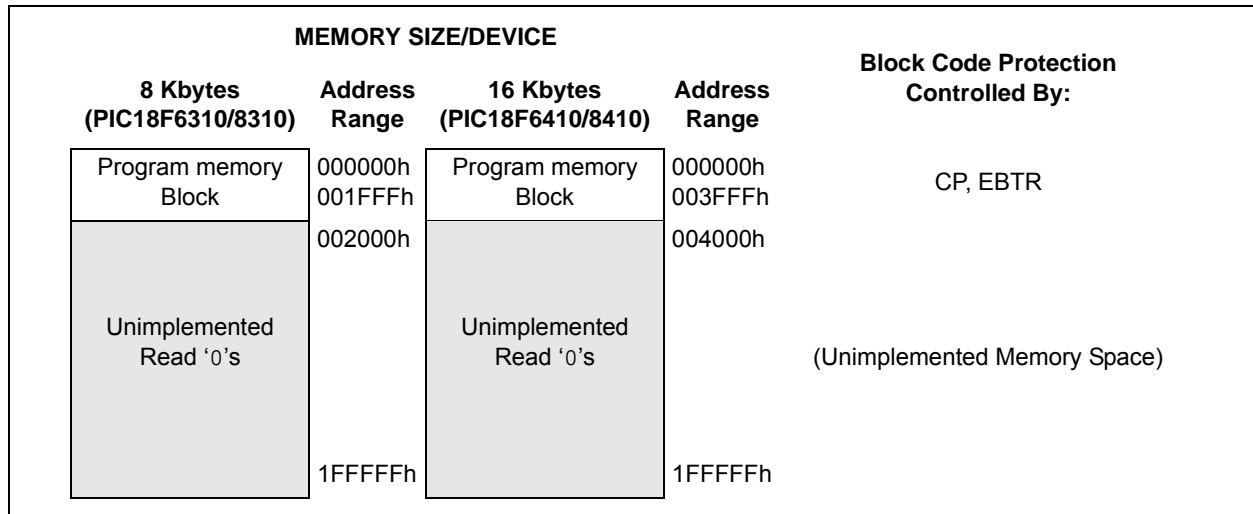 MEMORY SIZE/DEVICE
Block Code Protection
Controlled By:
8 Kbytes
(PIC18F6310/8310)
Address
Range
16 Kbytes
(PIC18F6410/8410)
Address
Range
Program memory
Block
000000h
001FFFh
Program memory
Block
000000h
003FFFh
CP, EBTR
002000h
004000h
Unimplemented
Read ‘0’s
Unimplemented
Read ‘0’s
(Unimplemented Memory Space)
1FFFFFh
1FFFFFh